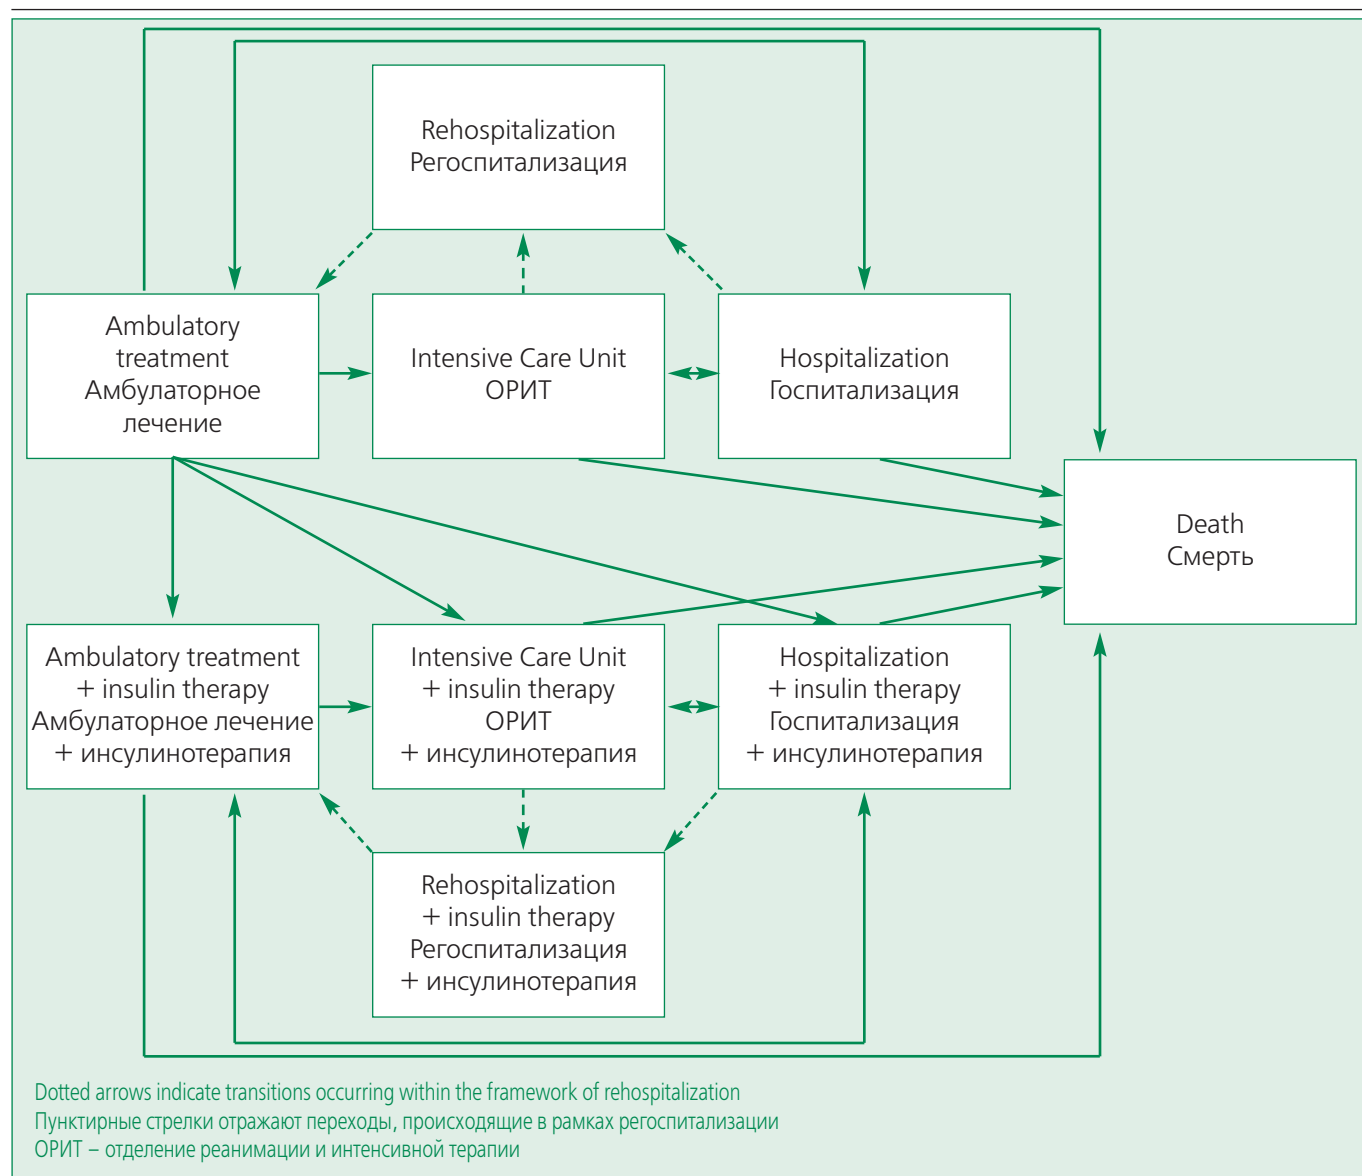 Rehospitalization
Регоспитализация
Ambulatory
treatment
Амбулаторное
лечение
Intensive Care Unit
ОРИТ
Hospitalization
Госпитализация
Death
Смерть
Ambulatory treatment
+ insulin therapy
Амбулаторное лечение
+ инсулинотерапия
Intensive Care Unit
+ insulin therapy
ОРИТ
+ инсулинотерапия
Hospitalization
+ insulin therapy
Госпитализация
+ инсулинотерапия
Rehospitalization
+ insulin therapy
Регоспитализация
+ инсулинотерапия
Dotted arrows indicate transitions occurring within the framework of rehospitalization
Пунктирные стрелки отражают переходы, происходящие в рамках регоспитализации
ОРИТ – отделение реанимации и интенсивной терапии